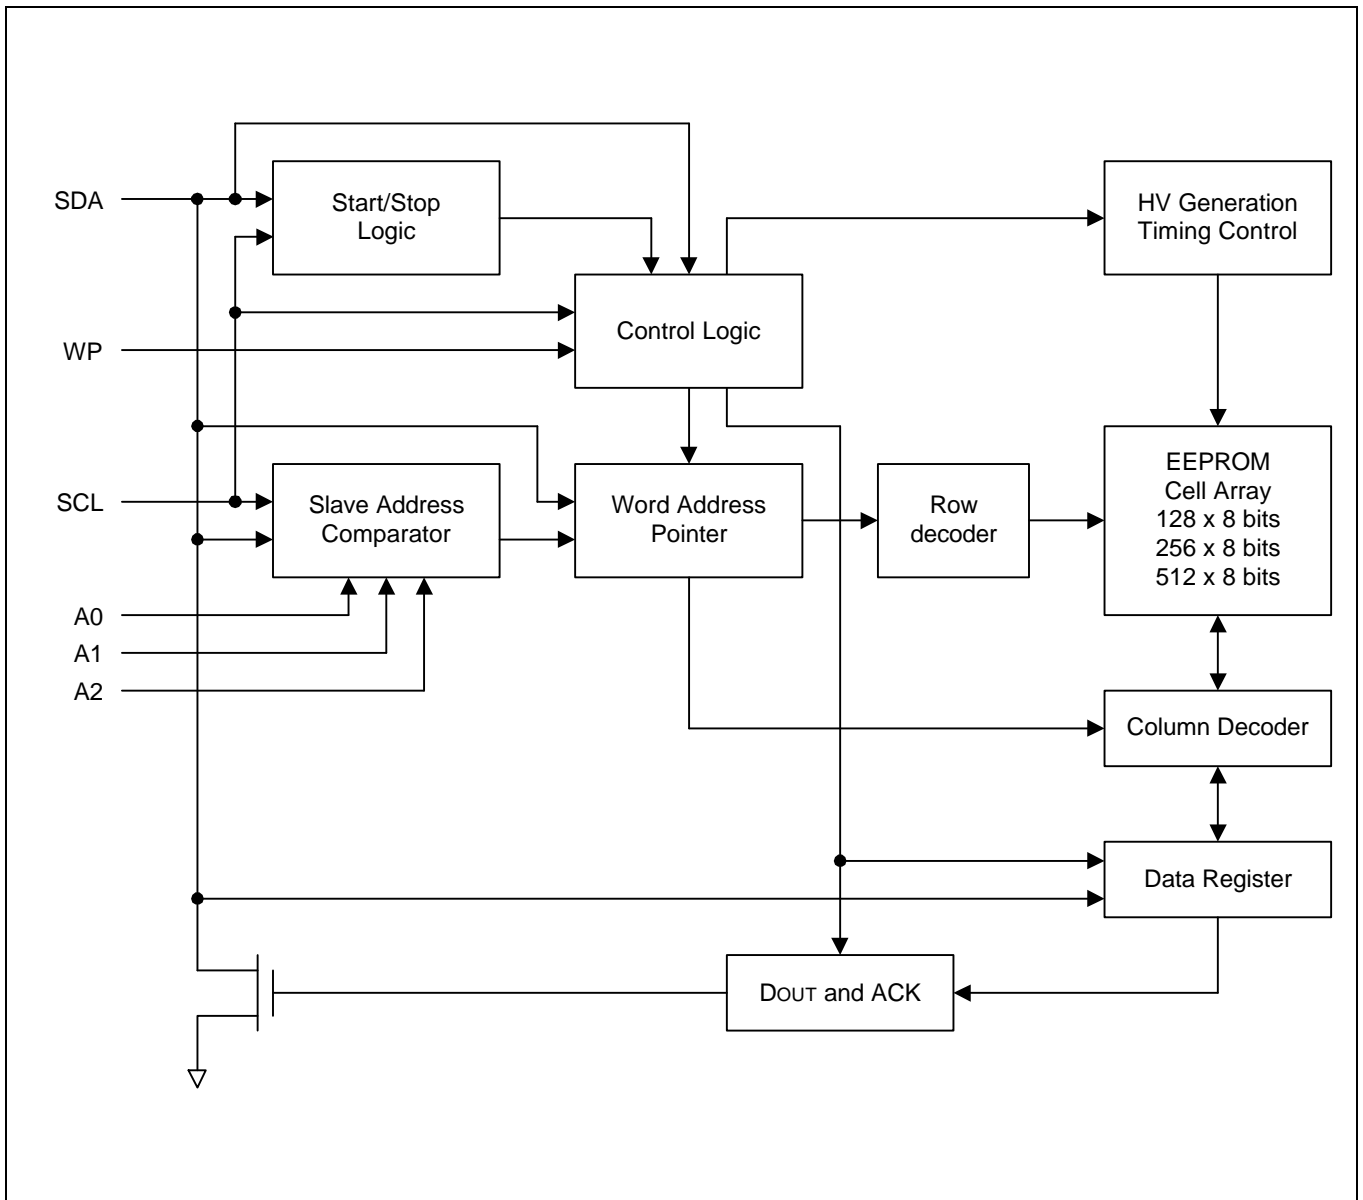 SDA
Start/Stop
Logic
HV Generation
Timing Control
WP
Control Logic
SCL
Slave Address
Comparator
Word Address
Pointer
Row
decoder
EEPROM
Cell Array
128 x 8 bits
256 x 8 bits
512 x 8 bits
A0
A1
A2
Column Decoder
Data Register
DOUT and ACK